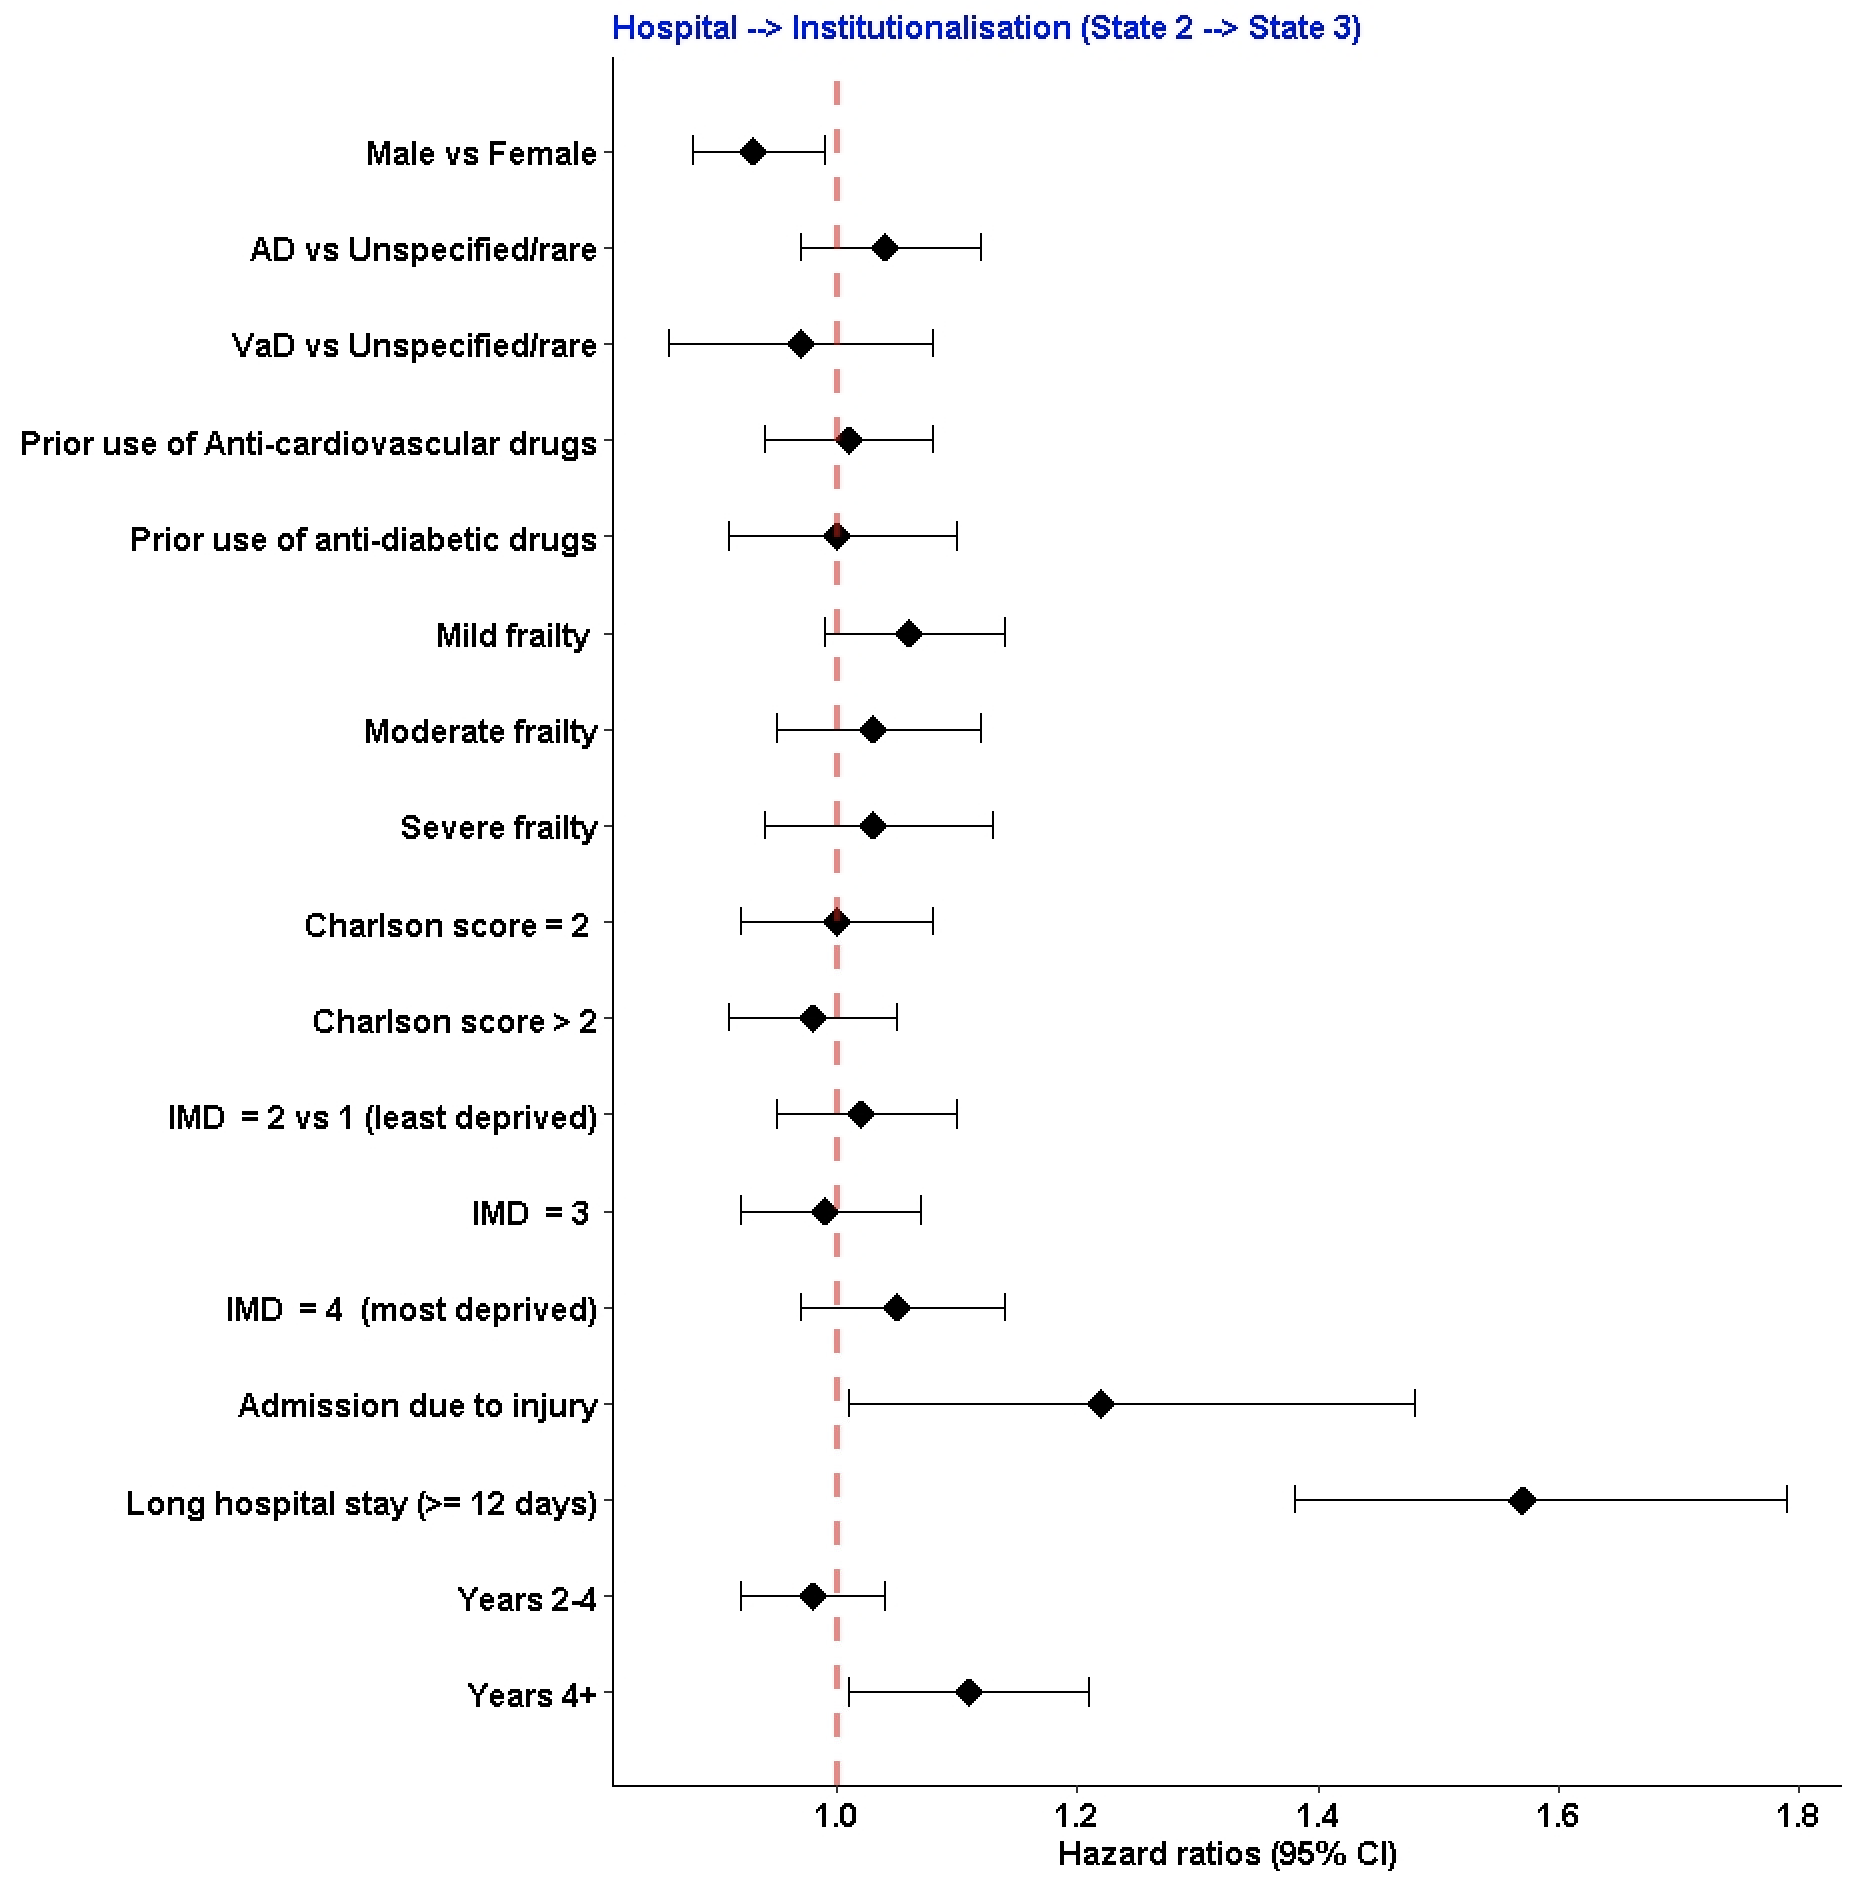 Hospital --> Institutionalisation (State 2 --> State 3)
Male vs Female
AD vs Unspecified/rare
VaD vs Unspecified/rare
Prior use of Anti-cardiovascular drugs
Prior use of anti-diabetic drugs
Mild frailty
Moderate frailty
Severe frailty
Charlson score = 2
Charlson score > 2
IMD = 2 vs 1 (least deprived)
IMD = 3
IMD = 4 (most deprived)
Admission due to injury
Long hospital stay (>= 12 days)
Years 2-4
Years 4+
1.0 1.2 1.4 1.6 1.8
Hazard ratios (95% CI)